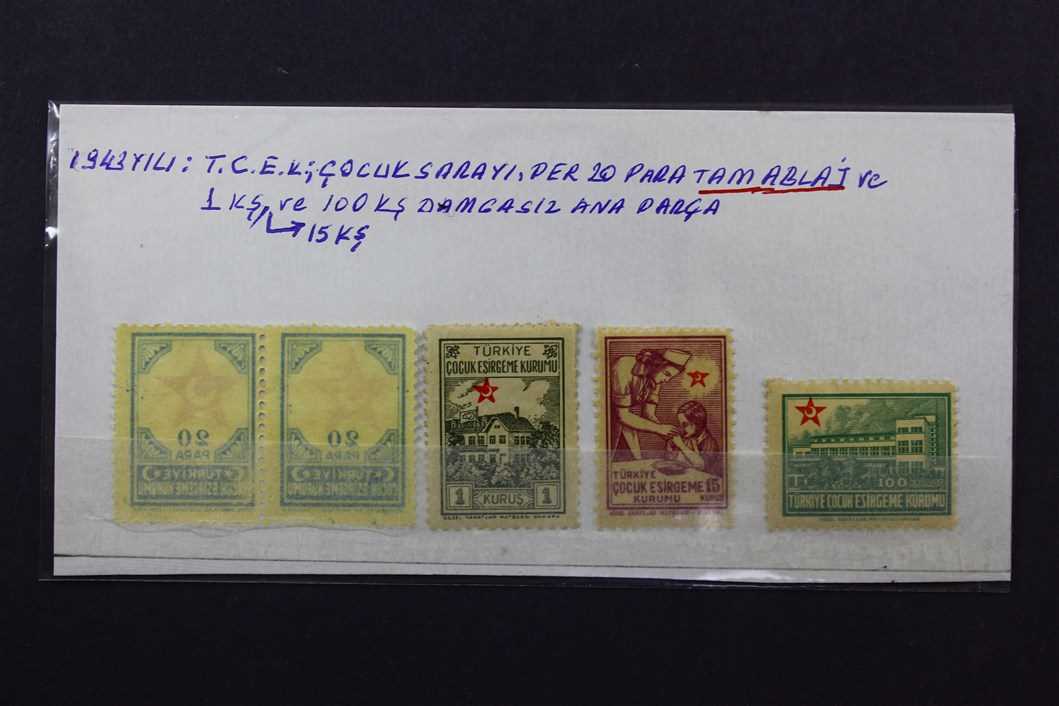 1943 YILI: T.C.E.K; ÇOCUK SARAYI, PER 20 PARA TAM ABLAJ ve
1 KŞ, ve 100 KŞ DAMGASIZ ANA PARÇA
15 KŞ
20
PARA
TÜRKİYE
ÇOCUK ESİRGEME KURUMU
20
PARA
TÜRKİYE
ÇOCUK ESİRGEME KURUMU
TÜRKİYE
ÇOCUK ESİRGEME KURUMU
1 KURUŞ 1
TÜRKİYE
ÇOCUK ESİRGEME 15
KURUMU KURUŞ
100
TÜRKİYE ÇOCUK ESİRGEME KURUMU